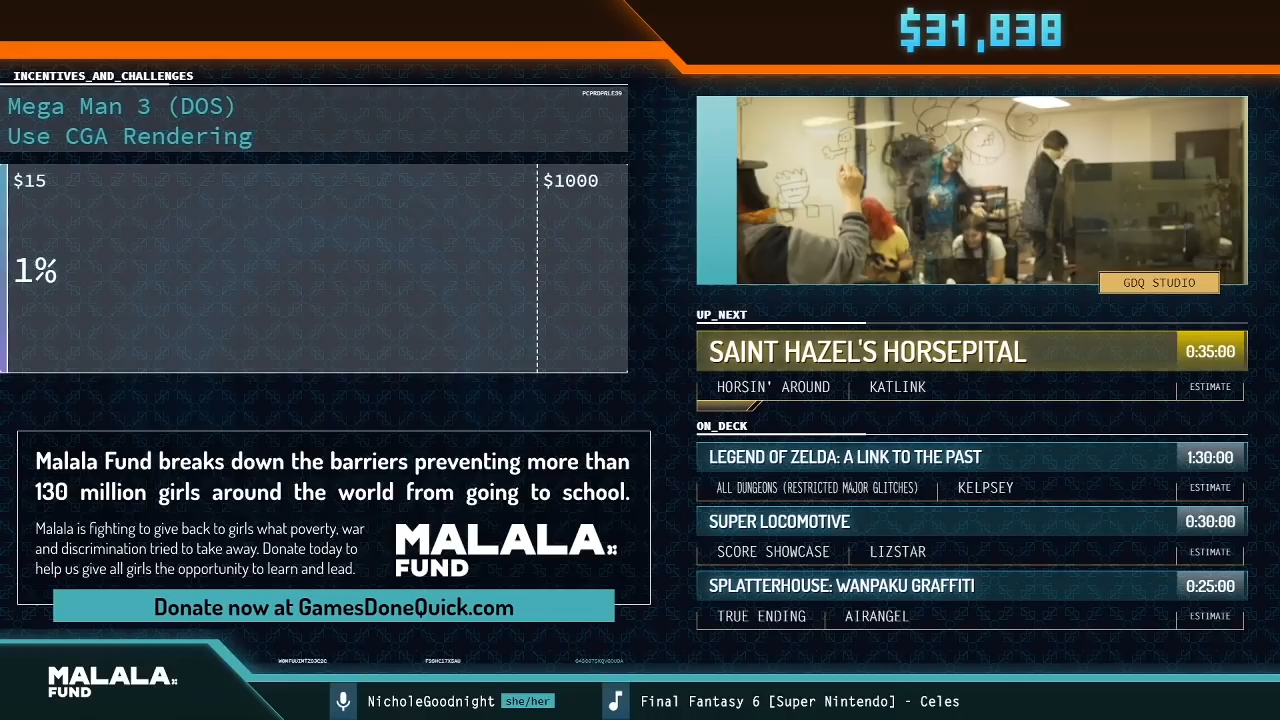 $31,838
INCENTIVES_AND_CHALLENGES
Mega Man 3 (DOS)
Use CGA Rendering
$15
$1000
1%
GDQ STUDIO
UP_NEXT
SAINT HAZEL'S HORSEPITAL
0:35:00
HORSIN' AROUND
KATLINK
ESTIMATE
ON_DECK
LEGEND OF ZELDA: A LINK TO THE PAST
1:30:00
ALL DUNGEONS (RESTRICTED MAJOR GLITCHES)
KELPSEY
ESTIMATE
SUPER LOCOMOTIVE
0:30:00
SCORE SHOWCASE
LIZSTAR
ESTIMATE
SPLATTERHOUSE: WANPAKU GRAFFITI
0:25:00
TRUE ENDING
AIRANGEL
ESTIMATE
Malala Fund breaks down the barriers preventing more than
130 million girls around the world from going to school.
Malala is fighting to give back to girls what poverty, war
and discrimination tried to take away. Donate today to
help us give all girls the opportunity to learn and lead.
MALALA
FUND
Donate now at GamesDoneQuick.com
MALALA
FUND
NicholeGoodnight she/her
Final Fantasy 6 [Super Nintendo] - Celes